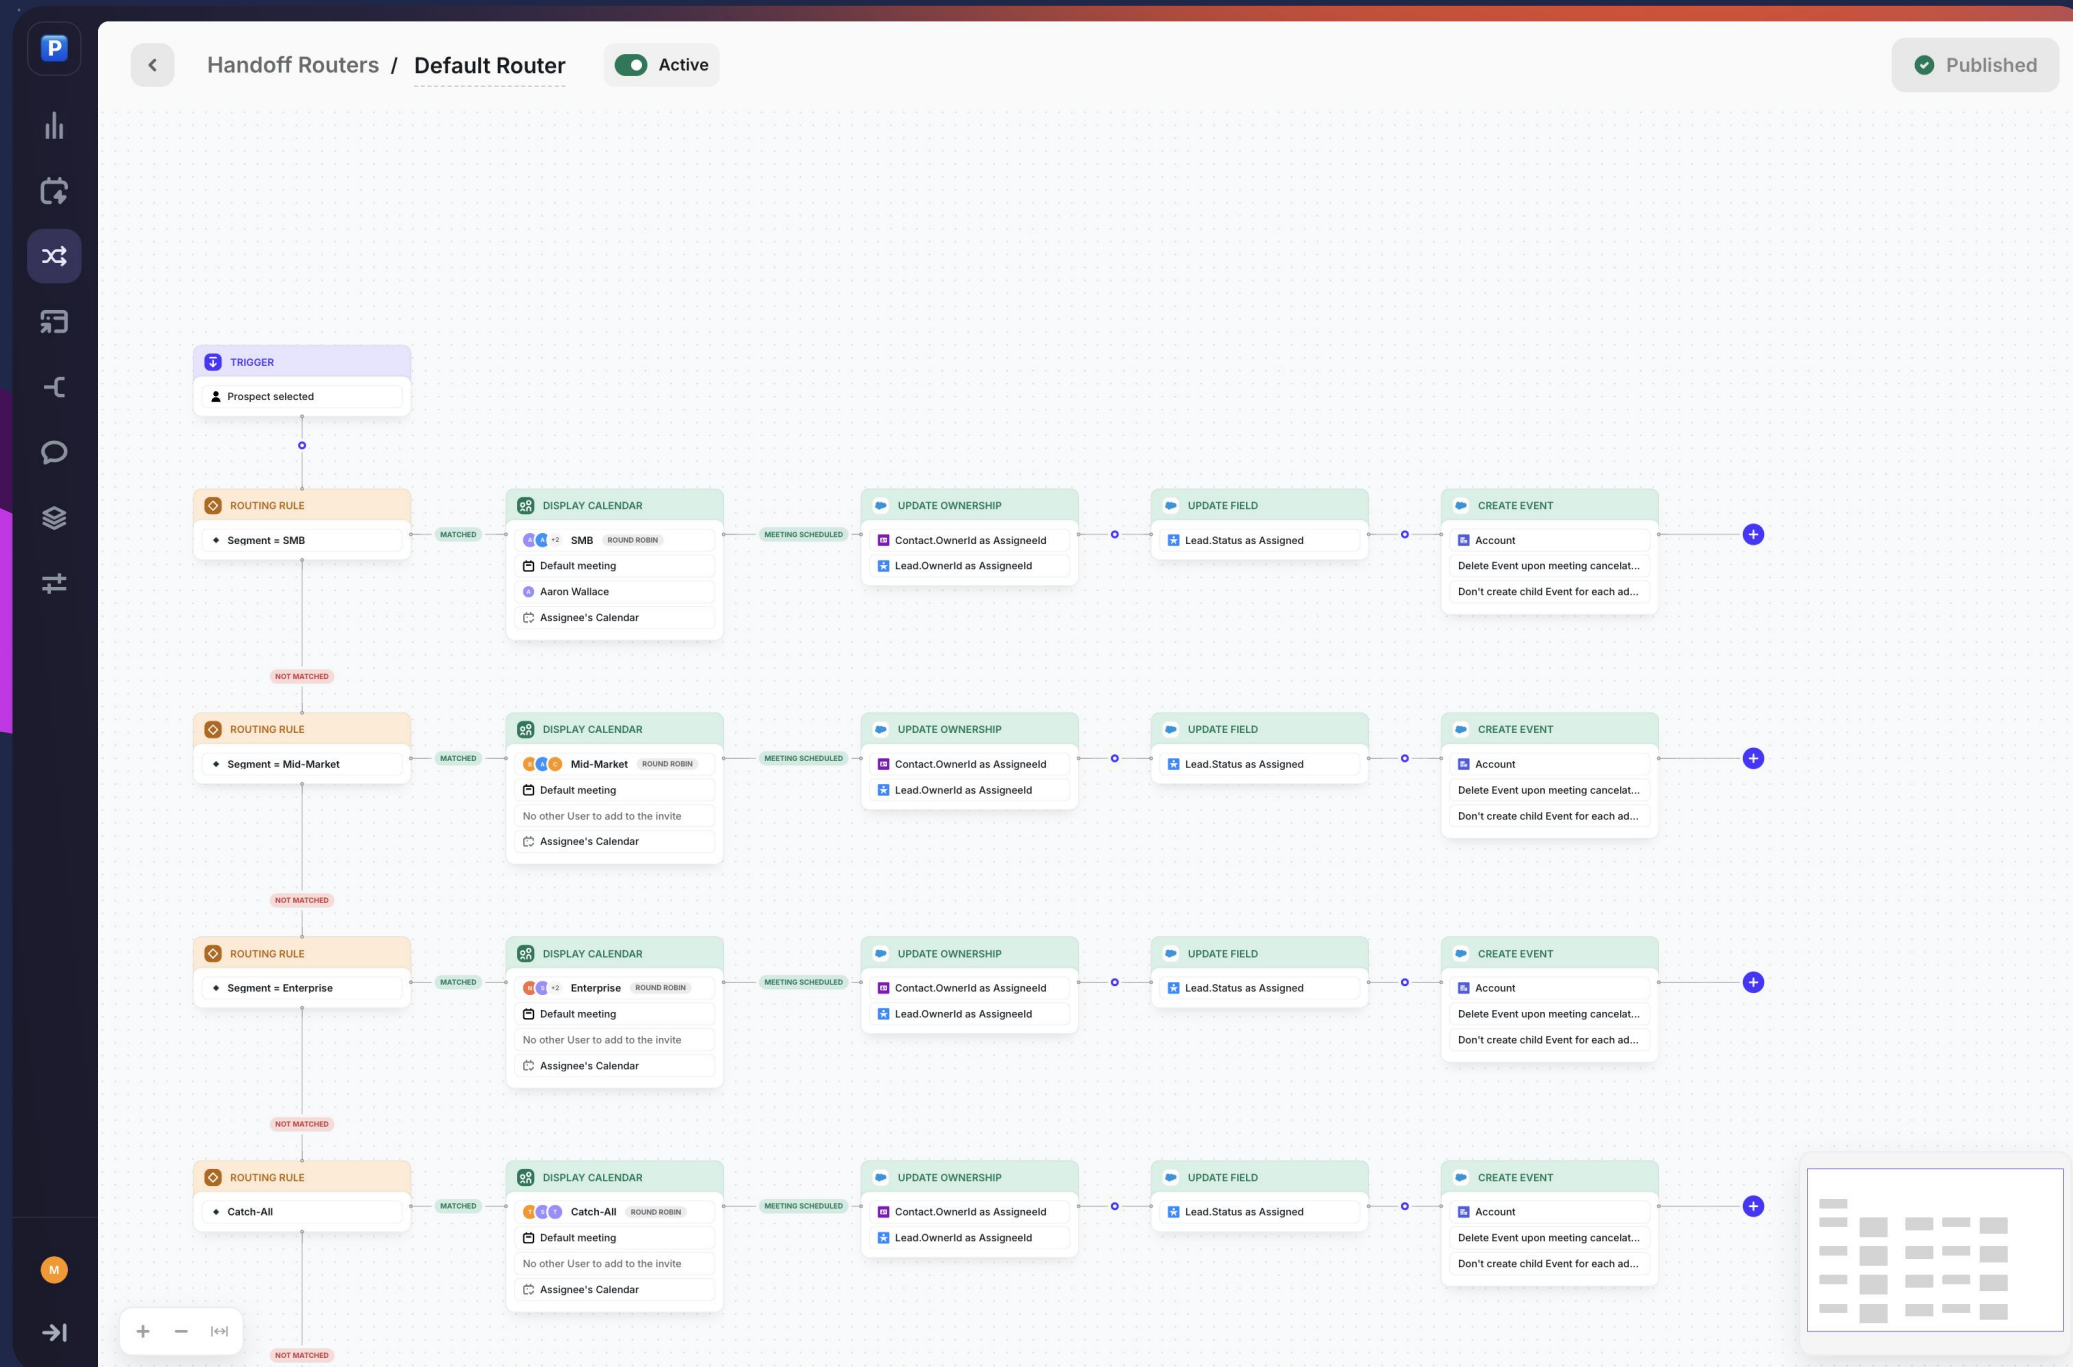 P
Handoff Routers / Default Router
Active
Published
TRIGGER
Prospect selected
ROUTING RULE
Segment = SMB
MATCHED
DISPLAY CALENDAR
A A +2 SMB ROUND ROBIN
Default meeting
A Aaron Wallace
Assignee's Calendar
MEETING SCHEDULED
UPDATE OWNERSHIP
Contact.OwnerId as AssigneeId
Lead.OwnerId as AssigneeId
UPDATE FIELD
Lead.Status as Assigned
CREATE EVENT
Account
Delete Event upon meeting cancelat...
Don't create child Event for each ad...
NOT MATCHED
ROUTING RULE
Segment = Mid-Market
MATCHED
DISPLAY CALENDAR
Mid-Market ROUND ROBIN
Default meeting
No other User to add to the invite
Assignee's Calendar
MEETING SCHEDULED
UPDATE OWNERSHIP
Contact.OwnerId as AssigneeId
Lead.OwnerId as AssigneeId
UPDATE FIELD
Lead.Status as Assigned
CREATE EVENT
Account
Delete Event upon meeting cancelat...
Don't create child Event for each ad...
NOT MATCHED
ROUTING RULE
Segment = Enterprise
MATCHED
DISPLAY CALENDAR
+2 Enterprise ROUND ROBIN
Default meeting
No other User to add to the invite
Assignee's Calendar
MEETING SCHEDULED
UPDATE OWNERSHIP
Contact.OwnerId as AssigneeId
Lead.OwnerId as AssigneeId
UPDATE FIELD
Lead.Status as Assigned
CREATE EVENT
Account
Delete Event upon meeting cancelat...
Don't create child Event for each ad...
NOT MATCHED
ROUTING RULE
Catch-All
MATCHED
DISPLAY CALENDAR
Catch-All ROUND ROBIN
Default meeting
No other User to add to the invite
Assignee's Calendar
MEETING SCHEDULED
UPDATE OWNERSHIP
Contact.OwnerId as AssigneeId
Lead.OwnerId as AssigneeId
UPDATE FIELD
Lead.Status as Assigned
CREATE EVENT
Account
Delete Event upon meeting cancelat...
Don't create child Event for each ad...
NOT MATCHED
M